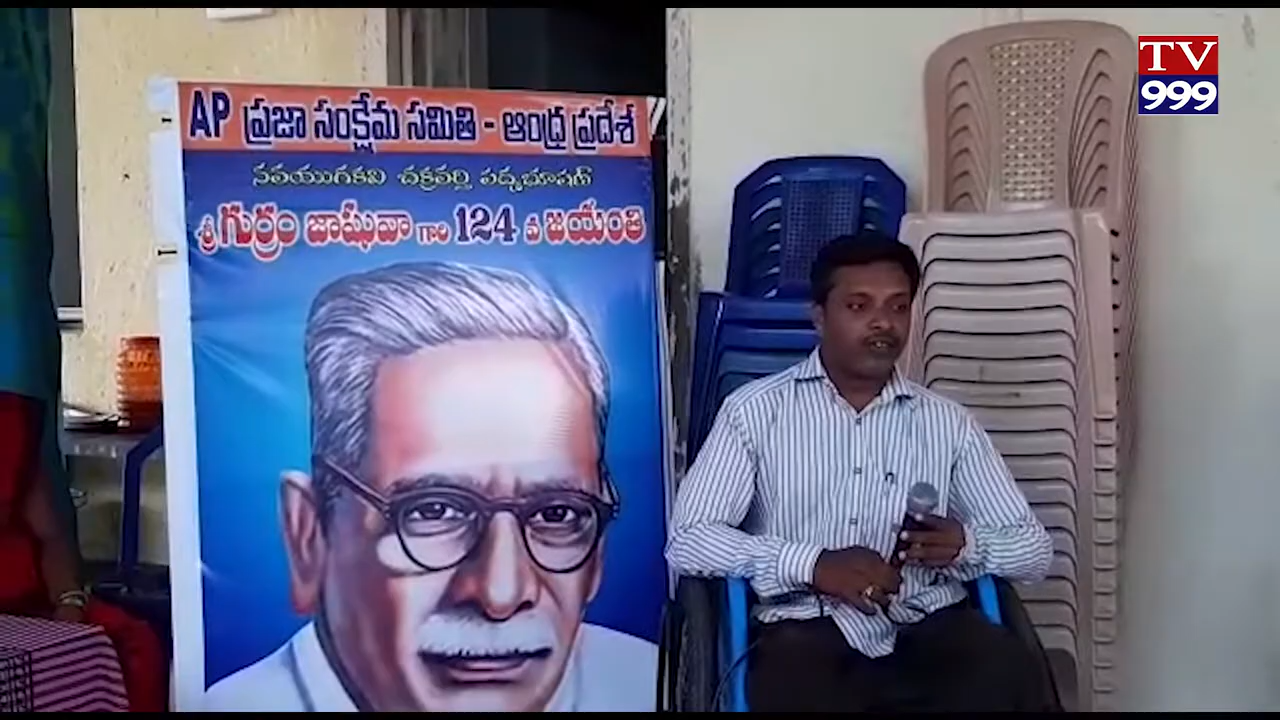 AP ప్రజా సంక్షేమ సమితి - ఆంధ్ర ప్రదేశ్
నవయుగకవి చక్రవర్తి పద్మభూషణ్
శ్రీ గుర్రం జాషువా గారి 124 వ జయంతి
TV
999